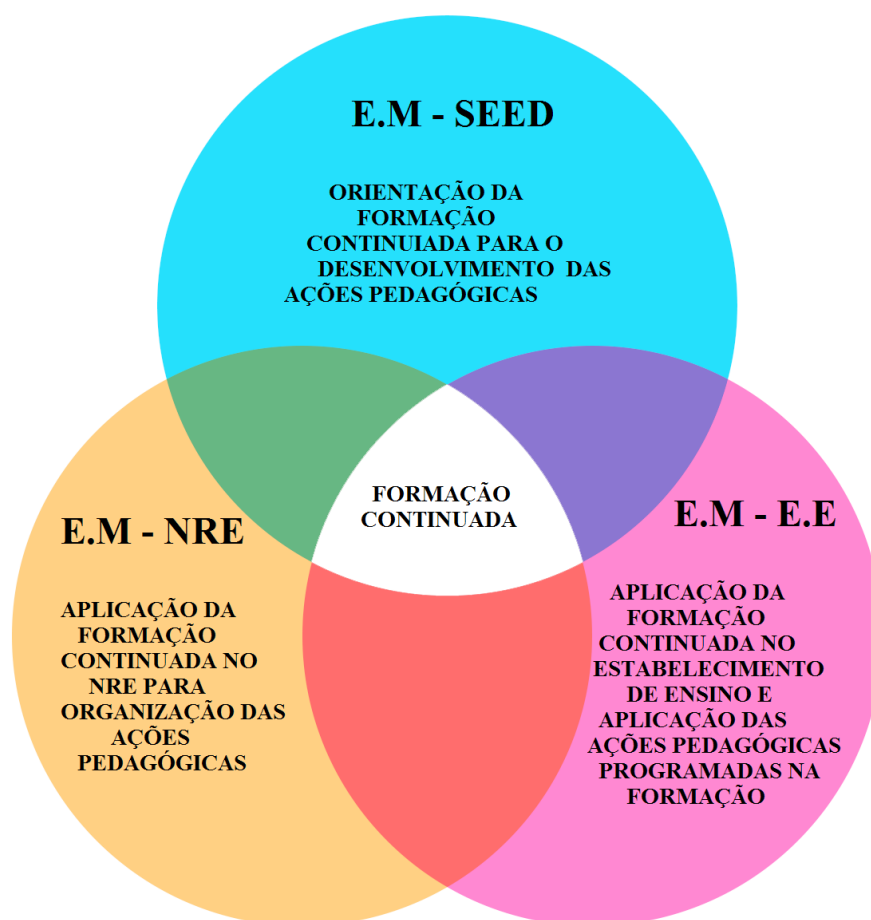 E.M - SEED
ORIENTAÇÃO DA
FORMAÇÃO
CONTINUIADA PARA O
DESENVOLVIMENTO DAS
AÇÕES PEDAGÓGICAS
FORMAÇÃO
CONTINUADA
E.M - NRE
APLICAÇÃO DA
FORMAÇÃO
CONTINUADA NO
NRE PARA
ORGANIZAÇÃO DAS
AÇÕES
PEDAGÓGICAS
E.M - E.E
APLICAÇÃO DA
FORMAÇÃO
CONTINUADA NO
ESTABELECIMENTO
DE ENSINO E
APLICAÇÃO DAS
AÇÕES PEDAGÓGICAS
PROGRAMADAS NA
FORMAÇÃO